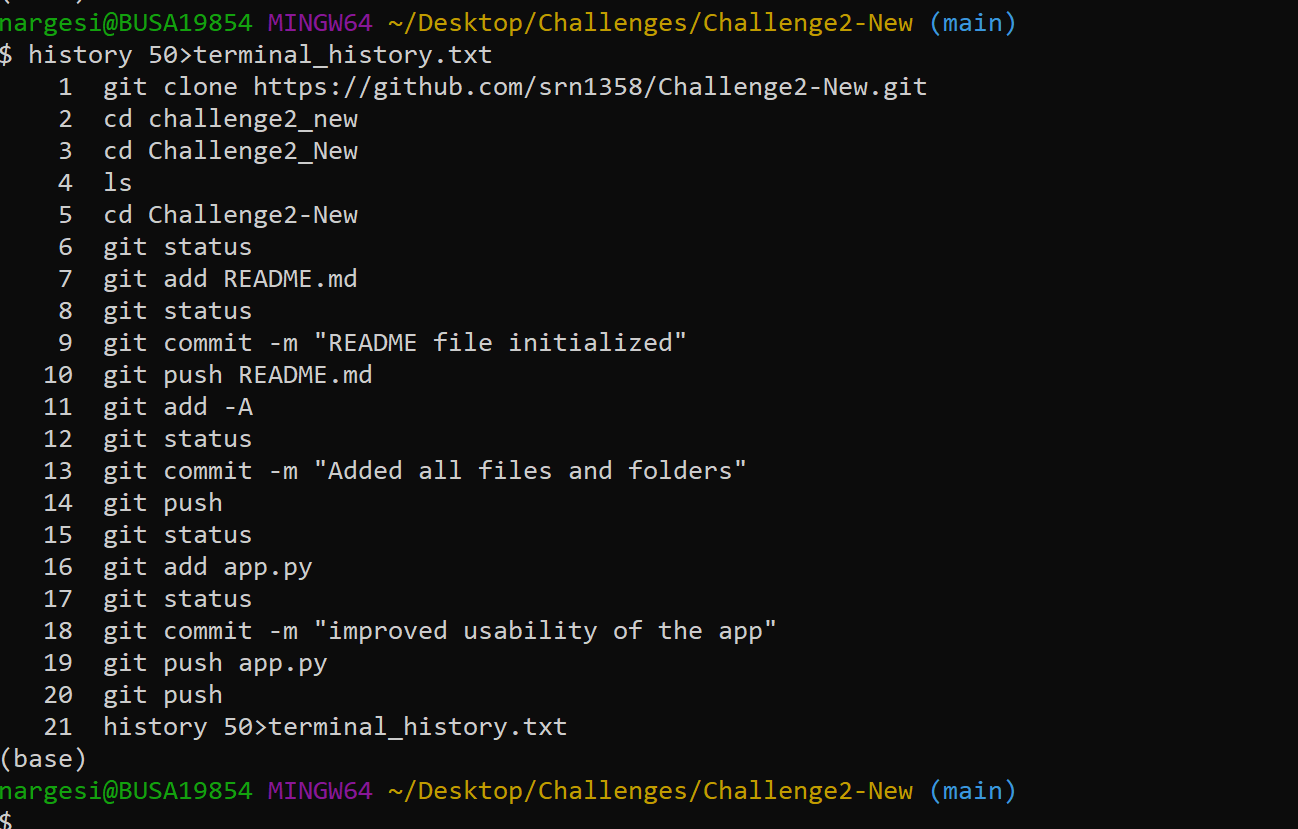 nargesi@BUSA19854 MINGW64 ~/Desktop/Challenges/Challenge2-New (main)
$ history 50>terminal_history.txt
1 git clone https://github.com/srn1358/Challenge2-New.git
2 cd challenge2_new
3 cd Challenge2_New
4 ls
5 cd Challenge2-New
6 git status
7 git add README.md
8 git status
9 git commit -m "README file initialized"
10 git push README.md
11 git add -A
12 git status
13 git commit -m "Added all files and folders"
14 git push
15 git status
16 git add app.py
17 git status
18 git commit -m "improved usability of the app"
19 git push app.py
20 git push
21 history 50>terminal_history.txt
(base)
nargesi@BUSA19854 MINGW64 ~/Desktop/Challenges/Challenge2-New (main)
$